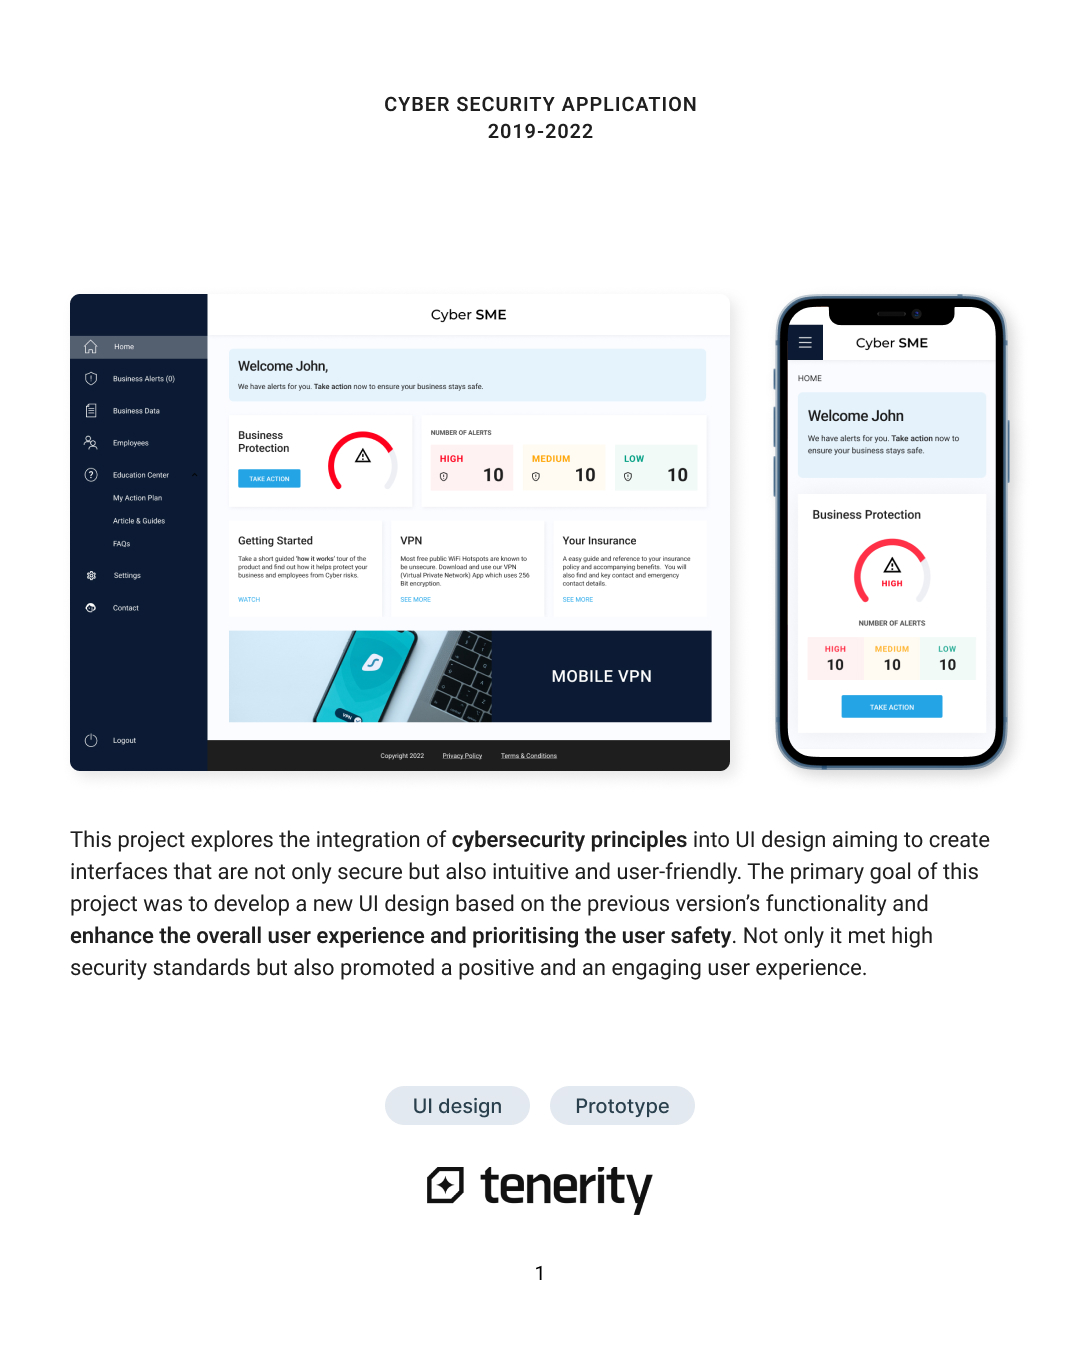 CYBER SECURITY APPLICATION
2019-2022
Cyber SME
Home
Business Alerts (0)
Business Data
Employees
Education Center
My Action Plan
Article & Guides
FAQs
Settings
Contact
Logout
Welcome John,
We have alerts for you. Take action now to ensure your business stays safe.
Business
Protection
TAKE ACTION
NUMBER OF ALERTS
HIGH
10
MEDIUM
10
LOW
10
Getting Started
Take a short guided 'how it works' tour of the
product and find out how it helps protect your
business and employees from Cyber risks.
WATCH
VPN
Most free public WiFi Hotspots are known to
be unsecure. Download and use our VPN
(Virtual Private Network) App which uses 256
Bit encryption.
SEE MORE
Your Insurance
A easy guide and reference to your insurance
policy and accompanying benefits. You will
also find and key contact and emergency
contact details.
SEE MORE
VPN
MOBILE VPN
Copyright 2022 Privacy Policy Terms & Conditions
Cyber SME
HOME
Welcome John
We have alerts for you. Take action now to
ensure your business stays safe.
Business Protection
HIGH
NUMBER OF ALERTS
HIGH MEDIUM LOW
10 10 10
TAKE ACTION
This project explores the integration of cybersecurity principles into UI design aiming to create
interfaces that are not only secure but also intuitive and user-friendly. The primary goal of this
project was to develop a new UI design based on the previous version’s functionality and
enhance the overall user experience and prioritising the user safety. Not only it met high
security standards but also promoted a positive and an engaging user experience.
UI design Prototype
tenerity
1